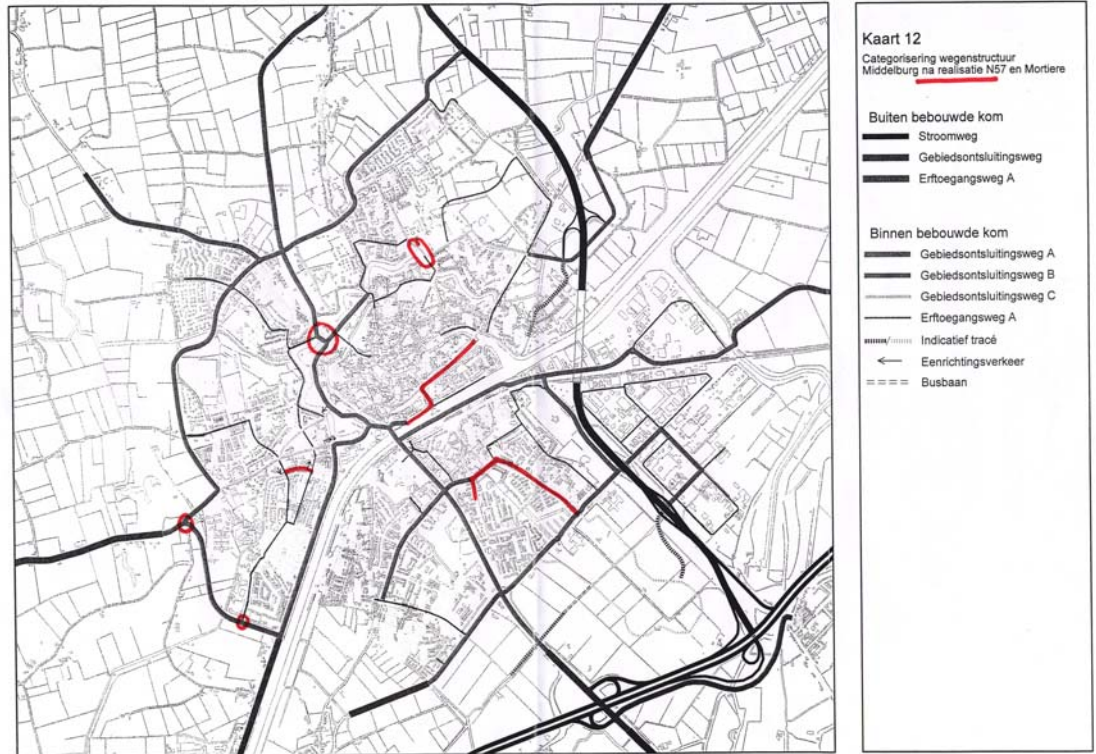 Kaart 12
Categorisering wegenstructuur
Middelburg na realisatie N57 en Mortiere
Buiten bebouwde kom
Stroomweg
Gebiedsontsluitingsweg
Erftoegangsweg A
Binnen bebouwde kom
Gebiedsontsluitingsweg A
Gebiedsontsluitingsweg B
Gebiedsontsluitingsweg C
Erftoegangsweg A
Indicatief tracé
Eenrichtingsverkeer
Busbaan